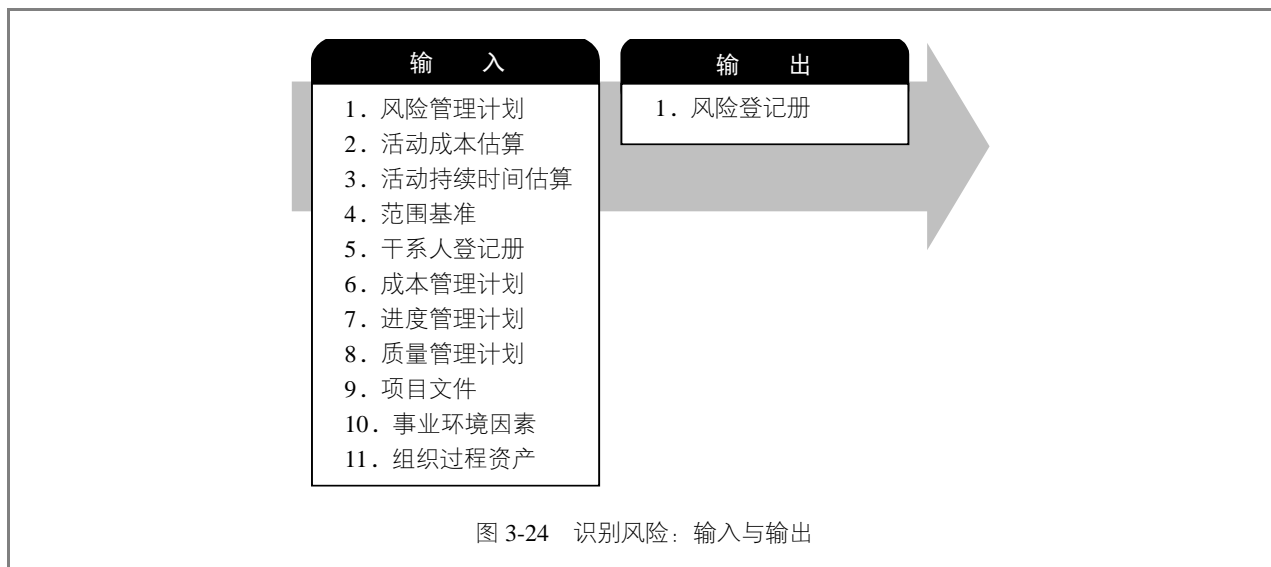 输 入
1. 风险管理计划
2. 活动成本估算
3. 活动持续时间估算
4. 范围基准
5. 干系人登记册
6. 成本管理计划
7. 进度管理计划
8. 质量管理计划
9. 项目文件
10. 事业环境因素
11. 组织过程资产
输 出
1. 风险登记册
图 3-24 识别风险：输入与输出